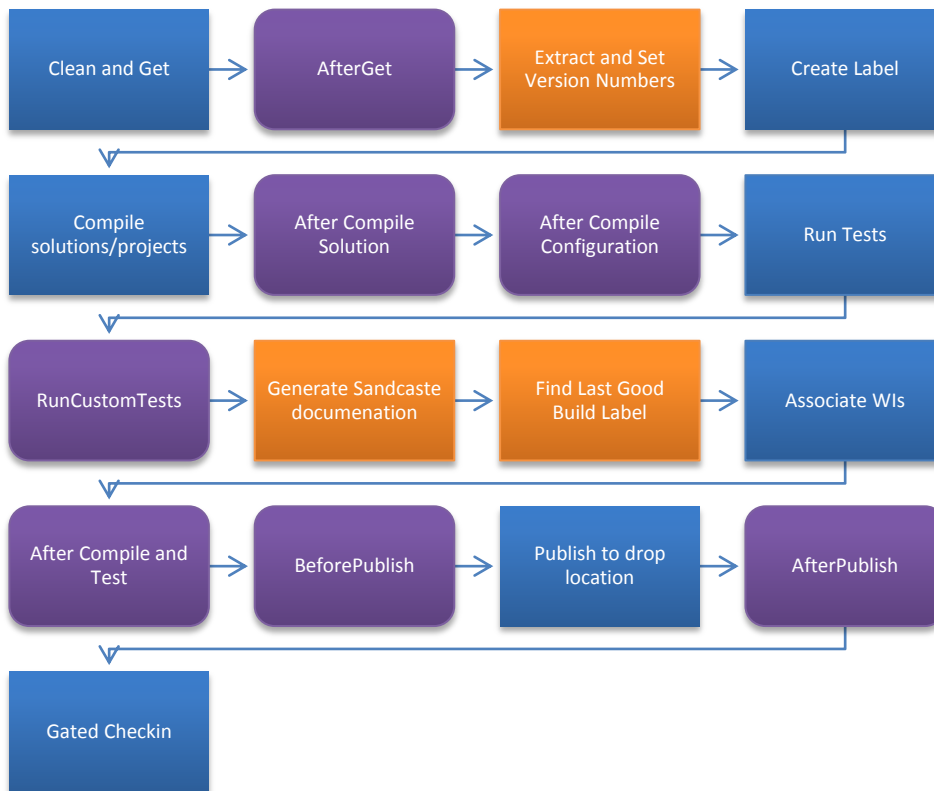 Clean and Get
AfterGet
Extract and Set
Version Numbers
Create Label
Compile
solutions/projects
After Compile
Solution
After Compile
Configuration
Run Tests
RunCustomTests
Generate Sandcaste
documenation
Find Last Good
Build Label
Associate WIs
After Compile and
Test
BeforePublish
Publish to drop
location
AfterPublish
Gated Checkin